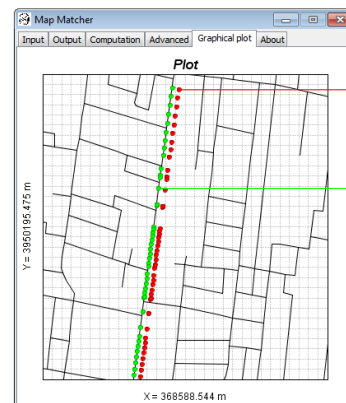 Map Matcher
Input Output Computation Advanced Graphical plot About
Plot
Y = 3950195.475 m
X = 368588.544 m